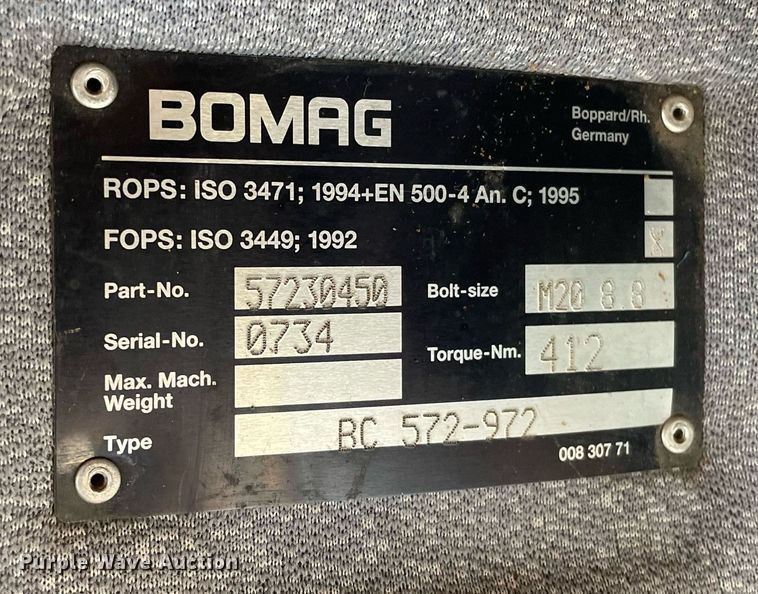 BOMAG
Boppard/Rh.
Germany
ROPS: ISO 3471; 1994+EN 500-4 An. C; 1995
FOPS: ISO 3449; 1992 X
Part-No. 57230450 Bolt-size M20 8.8
Serial-No. 0734 Torque-Nm. 412
Max. Mach.
Weight
Type BC 572-972
008 307 71
Purple Wave Auction